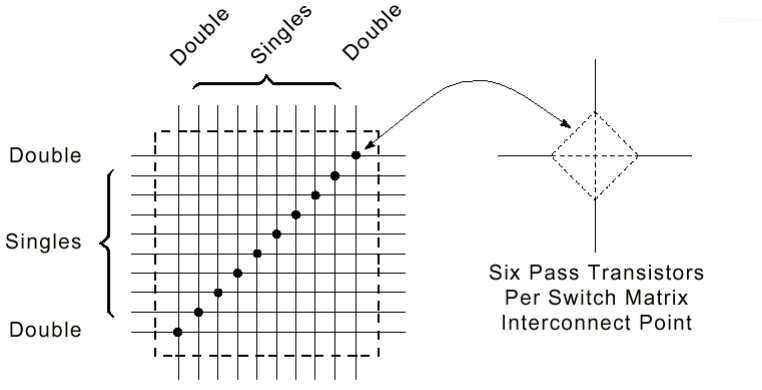 Double
Singles
Double
Double
Singles
Double
Six Pass Transistors
Per Switch Matrix
Interconnect Point